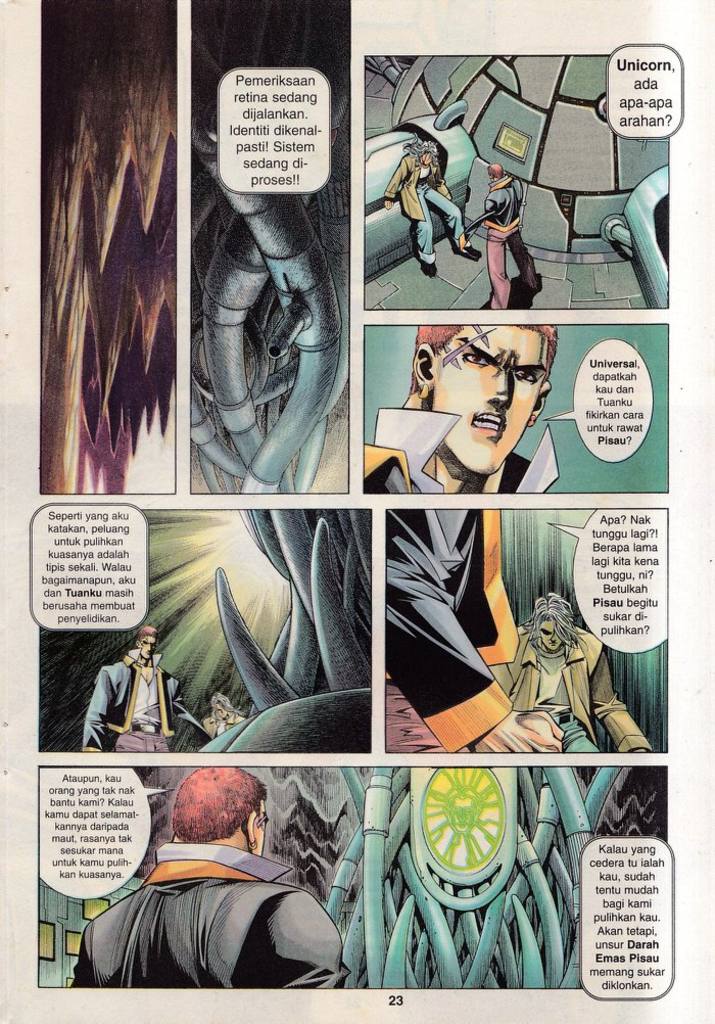 Pemeriksaan
retina sedang
dijalankan.
Identiti dikenal-
pasti! Sistem
sedang di-
proses!!
Unicorn,
ada
apa-apa
arahan?
Universal,
dapatkah
kau dan
Tuanku
fikirkan cara
untuk rawat
Pisau?
Seperti yang aku
katakan, peluang
untuk pulihkan
kuasanya adalah
tipis sekali. Walau
bagaimanapun, aku
dan Tuanku masih
berusaha membuat
penyelidikan.
Apa? Nak
tunggu lagi?!
Berapa lama
lagi kita kena
tunggu, ni?
Betulkah
Pisau begitu
sukar di-
pulihkan?
Ataupun, kau
orang yang tak nak
bantu kami? Kalau
kamu dapat selamat-
kannya daripada
maut, rasanya tak
sesukar mana
untuk kamu pulih-
kan kuasanya.
Kalau yang
cedera tu ialah
kau, sudah
tentu mudah
bagi kami
pulihkan kau.
Akan tetapi,
unsur Darah
Emas Pisau
memang sukar
diklonkan.
23